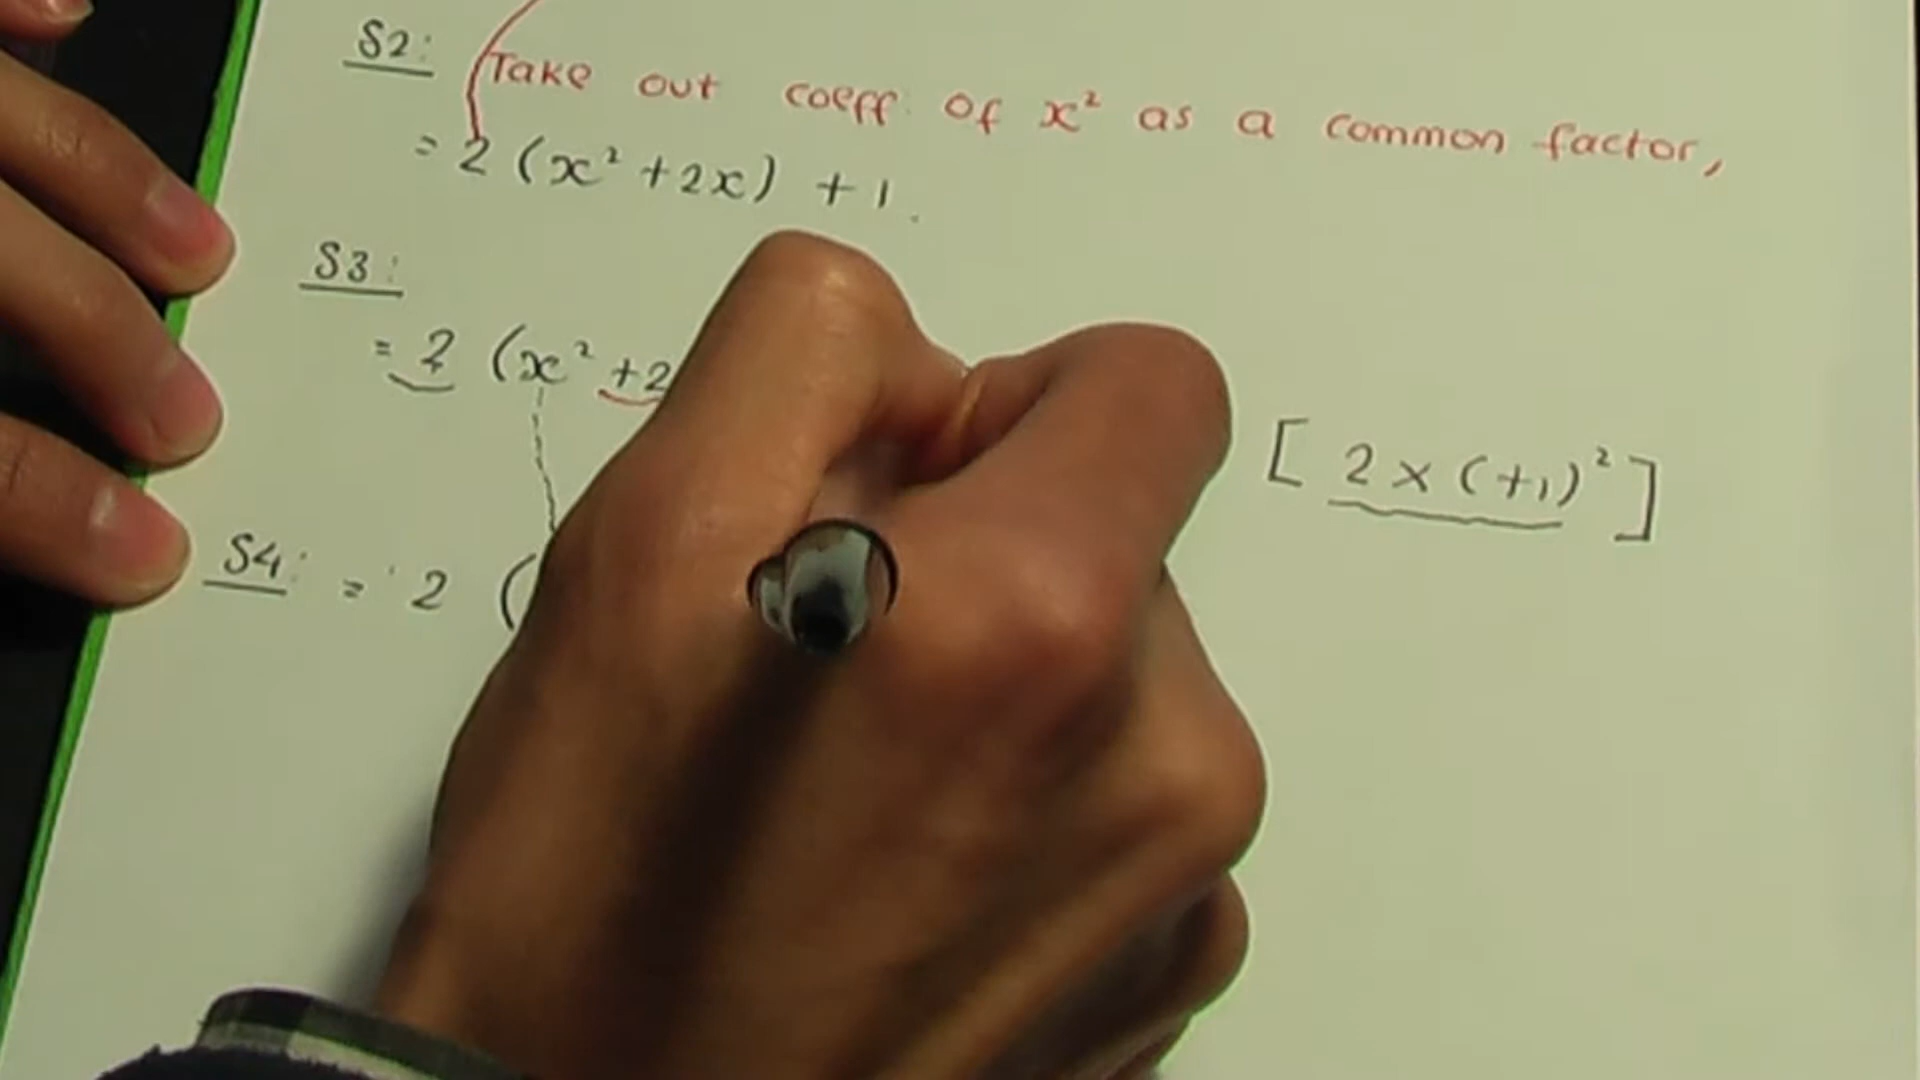 S2: Take out coeff. of x² as a common factor,
= 2 (x² + 2x) + 1.
S3:
= 2 (x² + 2
[2 × (+1)²]
S4: = 2 (